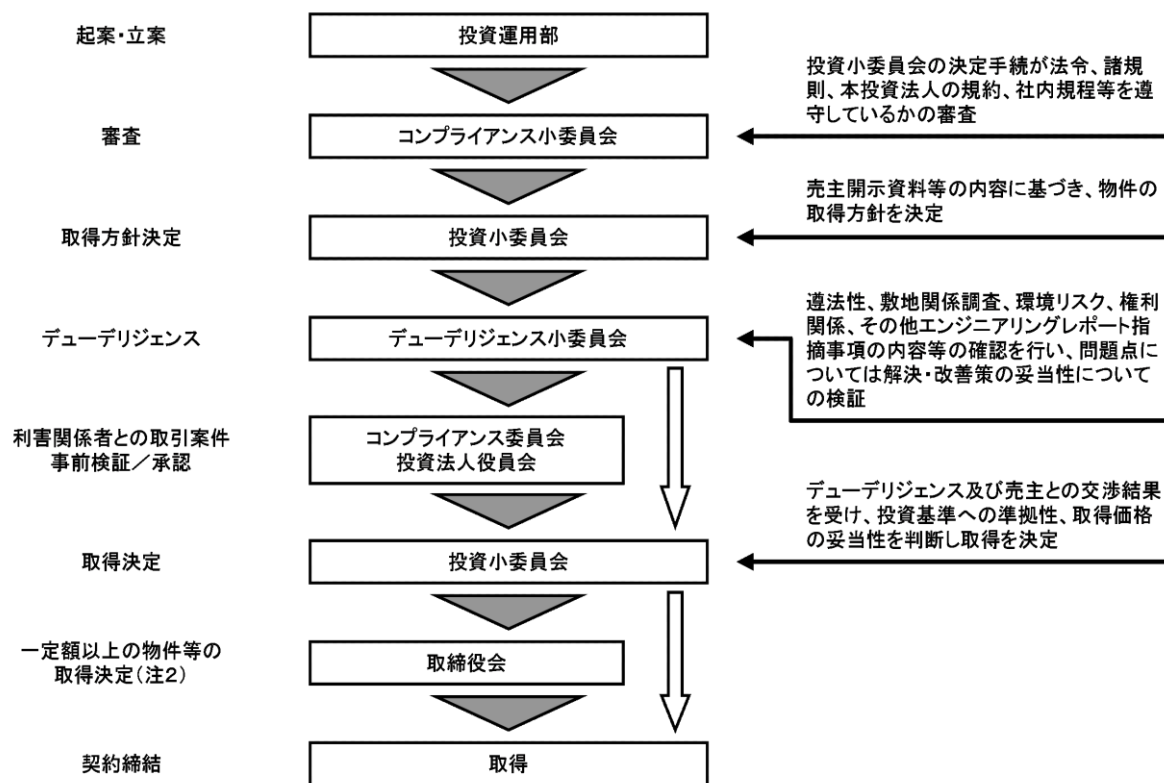 起案・立案
投資運用部
投資小委員会の決定手続が法令、諸規
則、本投資法人の規約、社内規程等を遵
守しているかの審査
審査
コンプライアンス小委員会
売主開示資料等の内容に基づき、物件の
取得方針を決定
取得方針決定
投資小委員会
遵法性、敷地関係調査、環境リスク、権利
関係、その他エンジニアリングレポート指
摘事項の内容等の確認を行い、問題点に
ついては解決・改善策の妥当性について
の検証
デューデリジェンス
デューデリジェンス小委員会
利害関係者との取引案件
事前検証／承認
コンプライアンス委員会
投資法人役員会
デューデリジェンス及び売主との交渉結果
を受け、投資基準への準拠性、取得価格
の妥当性を判断し取得を決定
取得決定
投資小委員会
一定額以上の物件等の
取得決定(注2)
取締役会
契約締結
取得